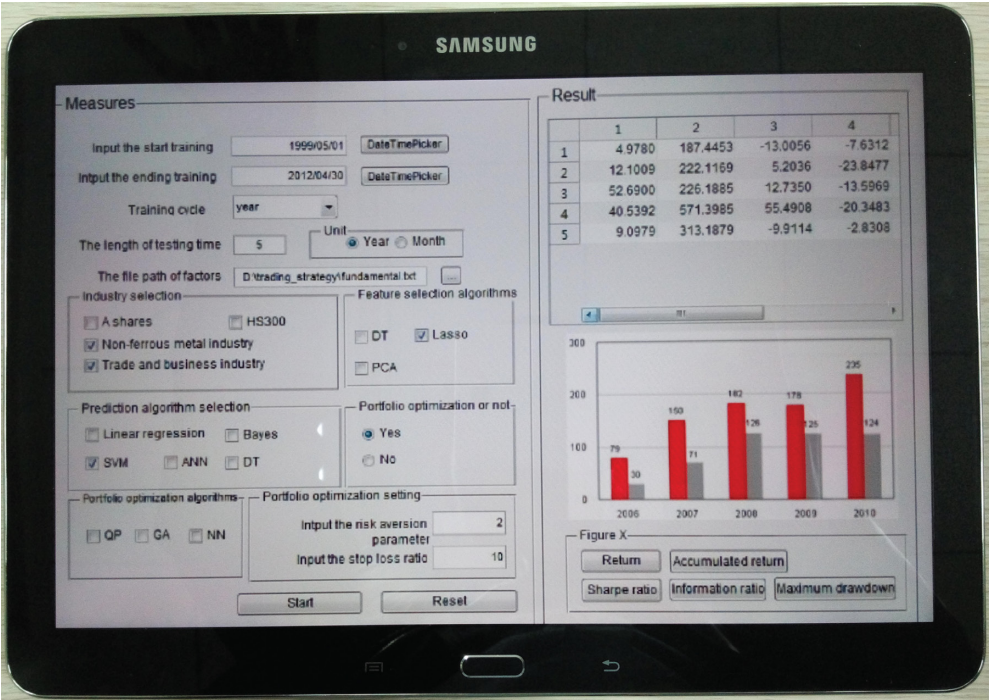 SAMSUNG
Measures
Input the start training 1999/05/01 DateTimePicker
Intput the ending training 2012/04/30 DateTimePicker
Training cycle year
The length of testing time 5 Unit Year Month
The file path of factors D:\trading_strategy\fundamental.txt ...
Industry selection
A shares HS300
Non-ferrous metal industry
Trade and business industry
Feature selection algorithms
DT Lasso
PCA
Prediction algorithm selection
Linear regression Bayes
SVM ANN DT
Portfolio optimization or not
Yes
No
Portfolio optimization algorithms
QP GA NN
Portfolio optimization setting
Intput the risk aversion parameter 2
Input the stop loss ratio 10
Start Reset
Result
1 2 3 4
1 4.9780 187.4453 -13.0056 -7.6312
2 12.1009 222.1169 5.2036 -23.8477
3 52.6900 226.1885 12.7350 -13.5969
4 40.5392 571.3985 55.4908 -20.3483
5 9.0979 313.1879 -9.9114 -2.8308
300
200
100
0
79 30
150 71
182 126
178 125
235 124
2006 2007 2008 2009 2010
Figure X
Return Accumulated return
Sharpe ratio Information ratio Maximum drawdown